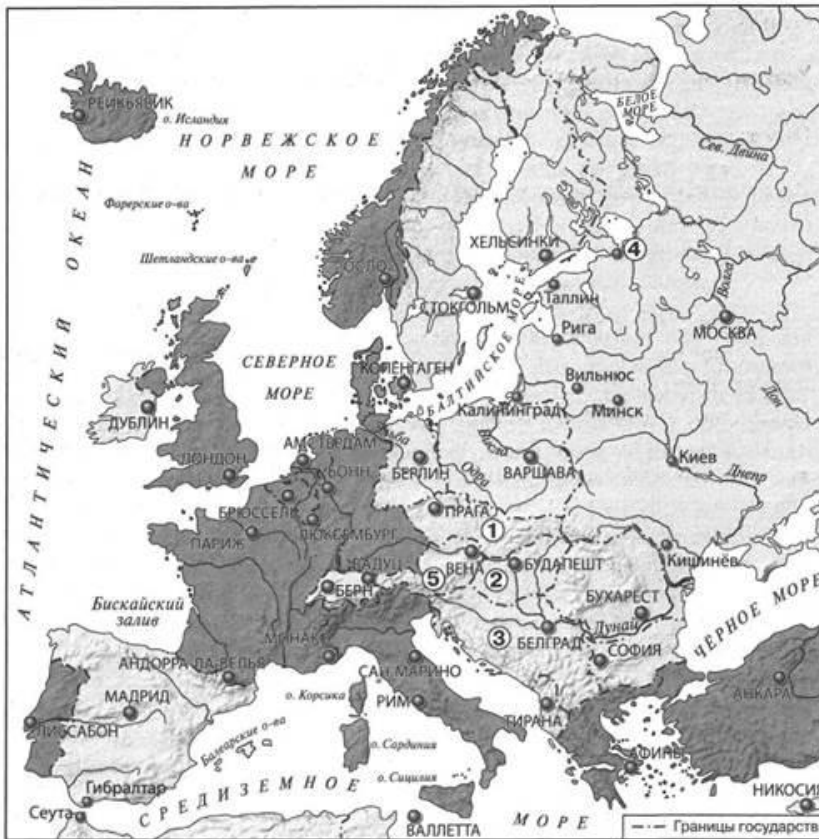 РЕЙКЬЯВИК
о. Исландия
НОРВЕЖСКОЕ
МОРЕ
БЕЛОЕ
МОРЕ
Сев. Двина
Фарерские о-ва
Шетландские о-ва
АТЛАНТИЧЕСКИЙ ОКЕАН
ОСЛО
ХЕЛЬСИНКИ
4
СТОКГОЛЬМ
Таллин
Волга
МОСКВА
Рига
СЕВЕРНОЕ
МОРЕ
КОПЕНГАГЕН
БАЛТИЙСКОЕ МОРЕ
Вильнюс
Калининград
Минск
Дон
ДУБЛИН
ЛОНДОН
АМСТЕРДАМ
Эльба
БЕРЛИН
Одра
Висла
ВАРШАВА
Киев
Днепр
БОНН
БРЮССЕЛЬ
ПРАГА
1
ПАРИЖ
ЛЮКСЕМБУРГ
ВАДУЦ
ВЕНА
БУДАПЕШТ
Кишинёв
5
2
БЕРН
Бискайский
залив
БУХАРЕСТ
МОНАКО
3
БЕЛГРАД
Дунай
ЧЁРНОЕ МОРЕ
АНДОРРА-ЛА-ВЕЛЬЯ
САН-МАРИНО
СОФИЯ
МАДРИД
о. Корсика
РИМ
АНКАРА
ЛИССАБОН
Балеарские о-ва
ТИРАНА
о. Сардиния
АФИНЫ
Гибралтар
о. Сицилия
Сеута
СРЕДИЗЕМНОЕ МОРЕ
НИКОСИЯ
ВАЛЛЕТТА
Границы государств